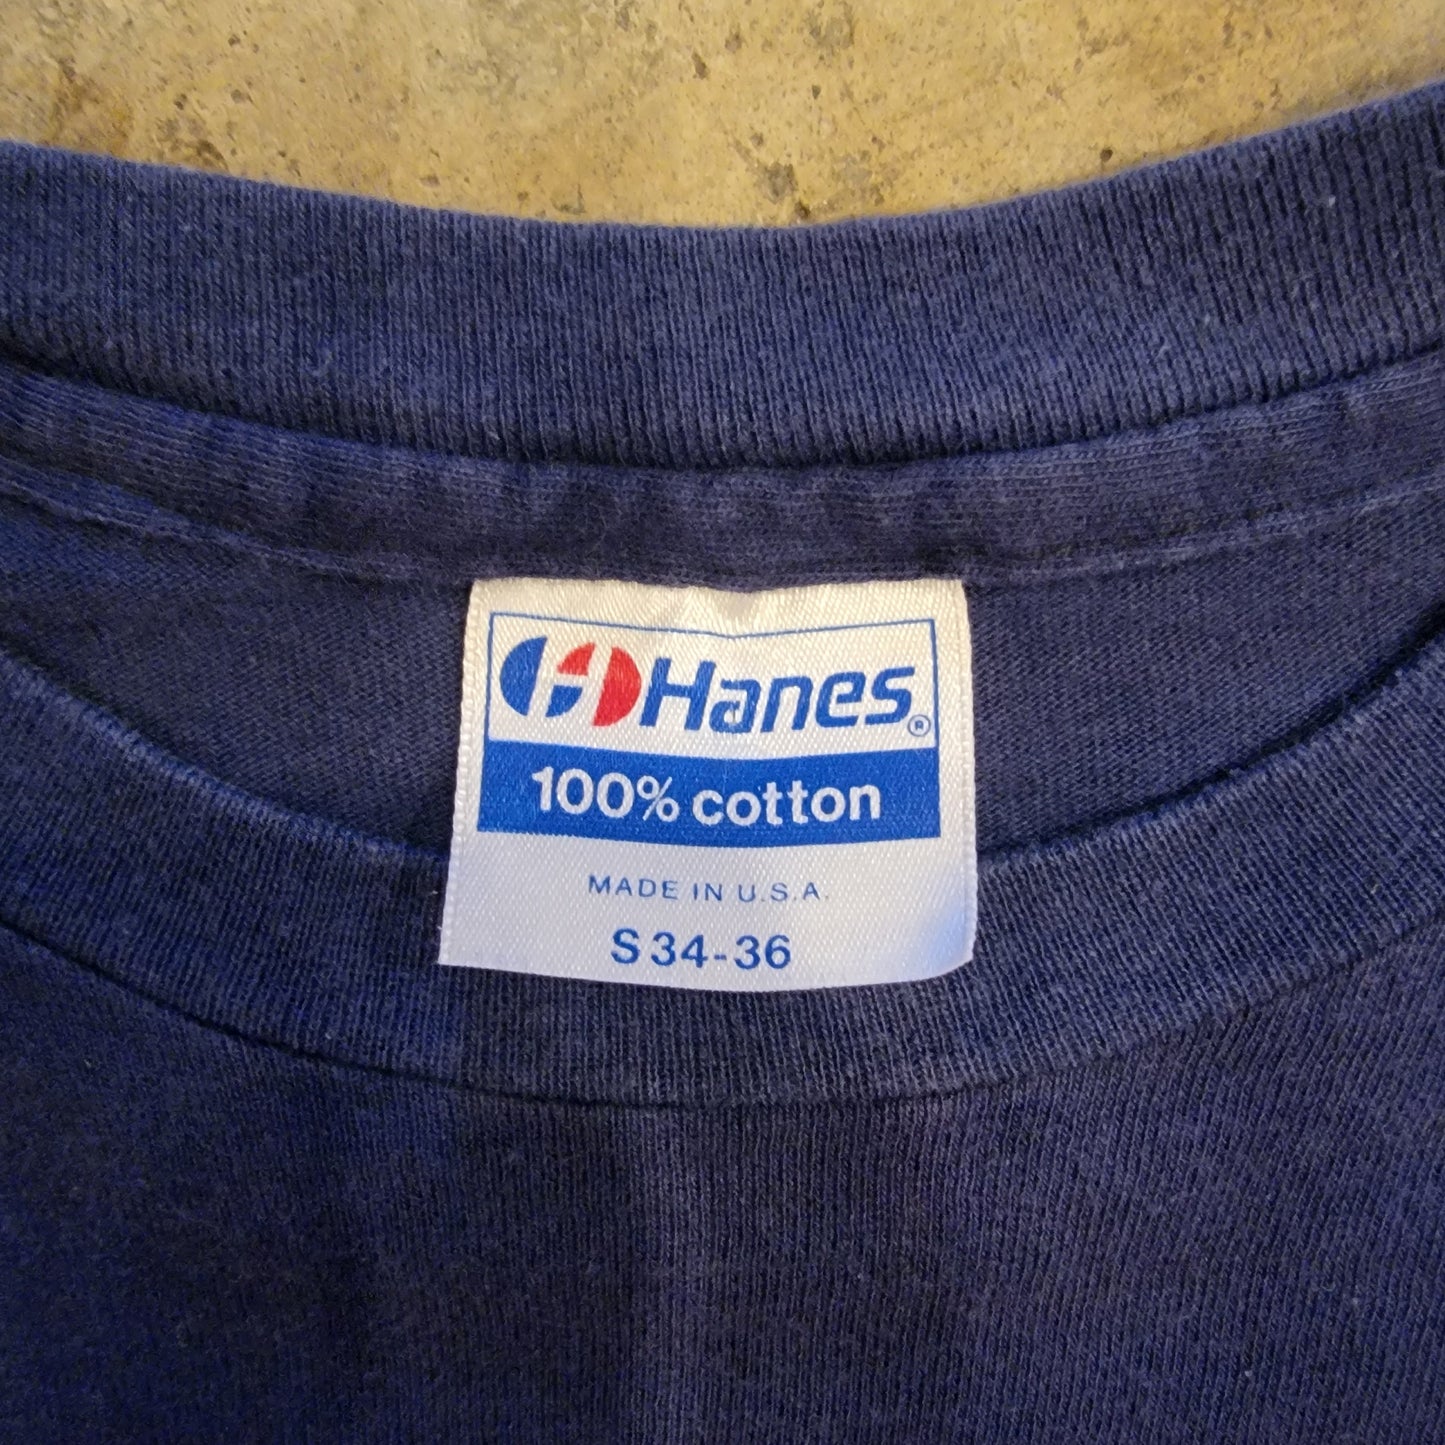 Hanes®
100% cotton
MADE IN U.S.A.
S 34-36